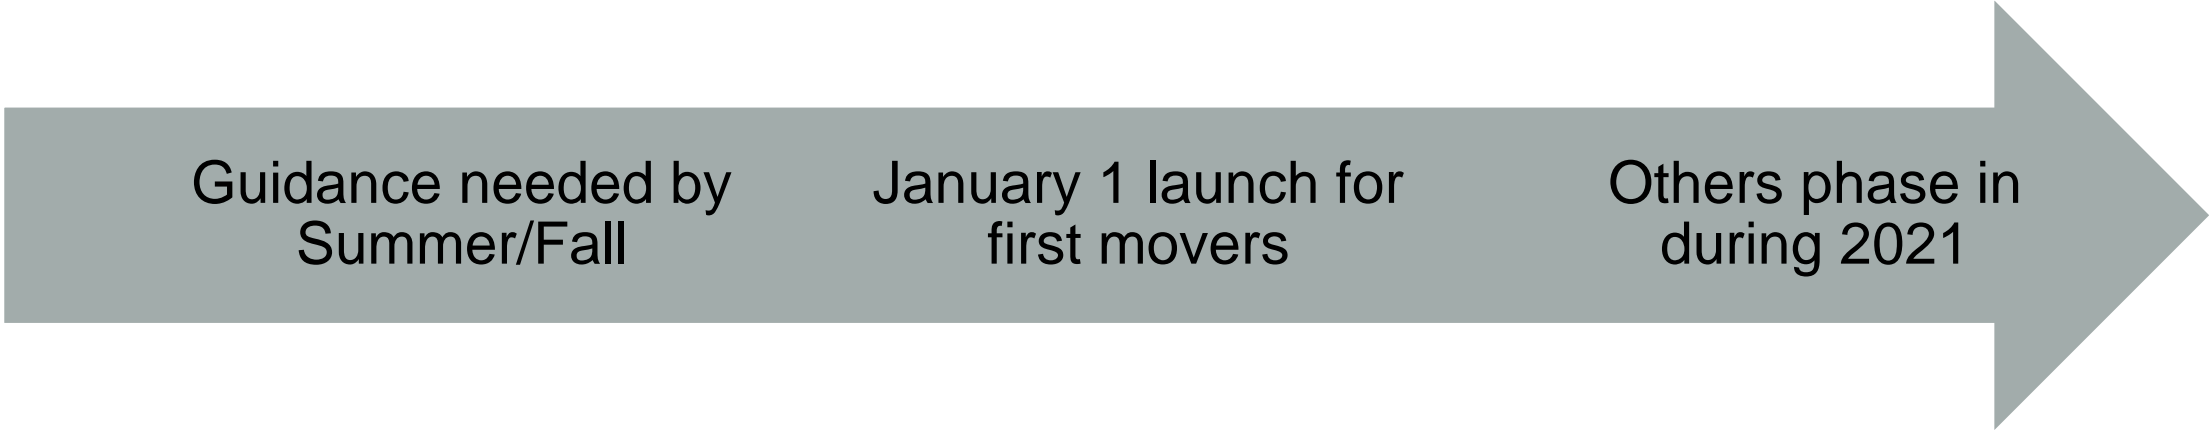 Guidance needed by
Summer/Fall
January 1 launch for
first movers
Others phase in
during 2021